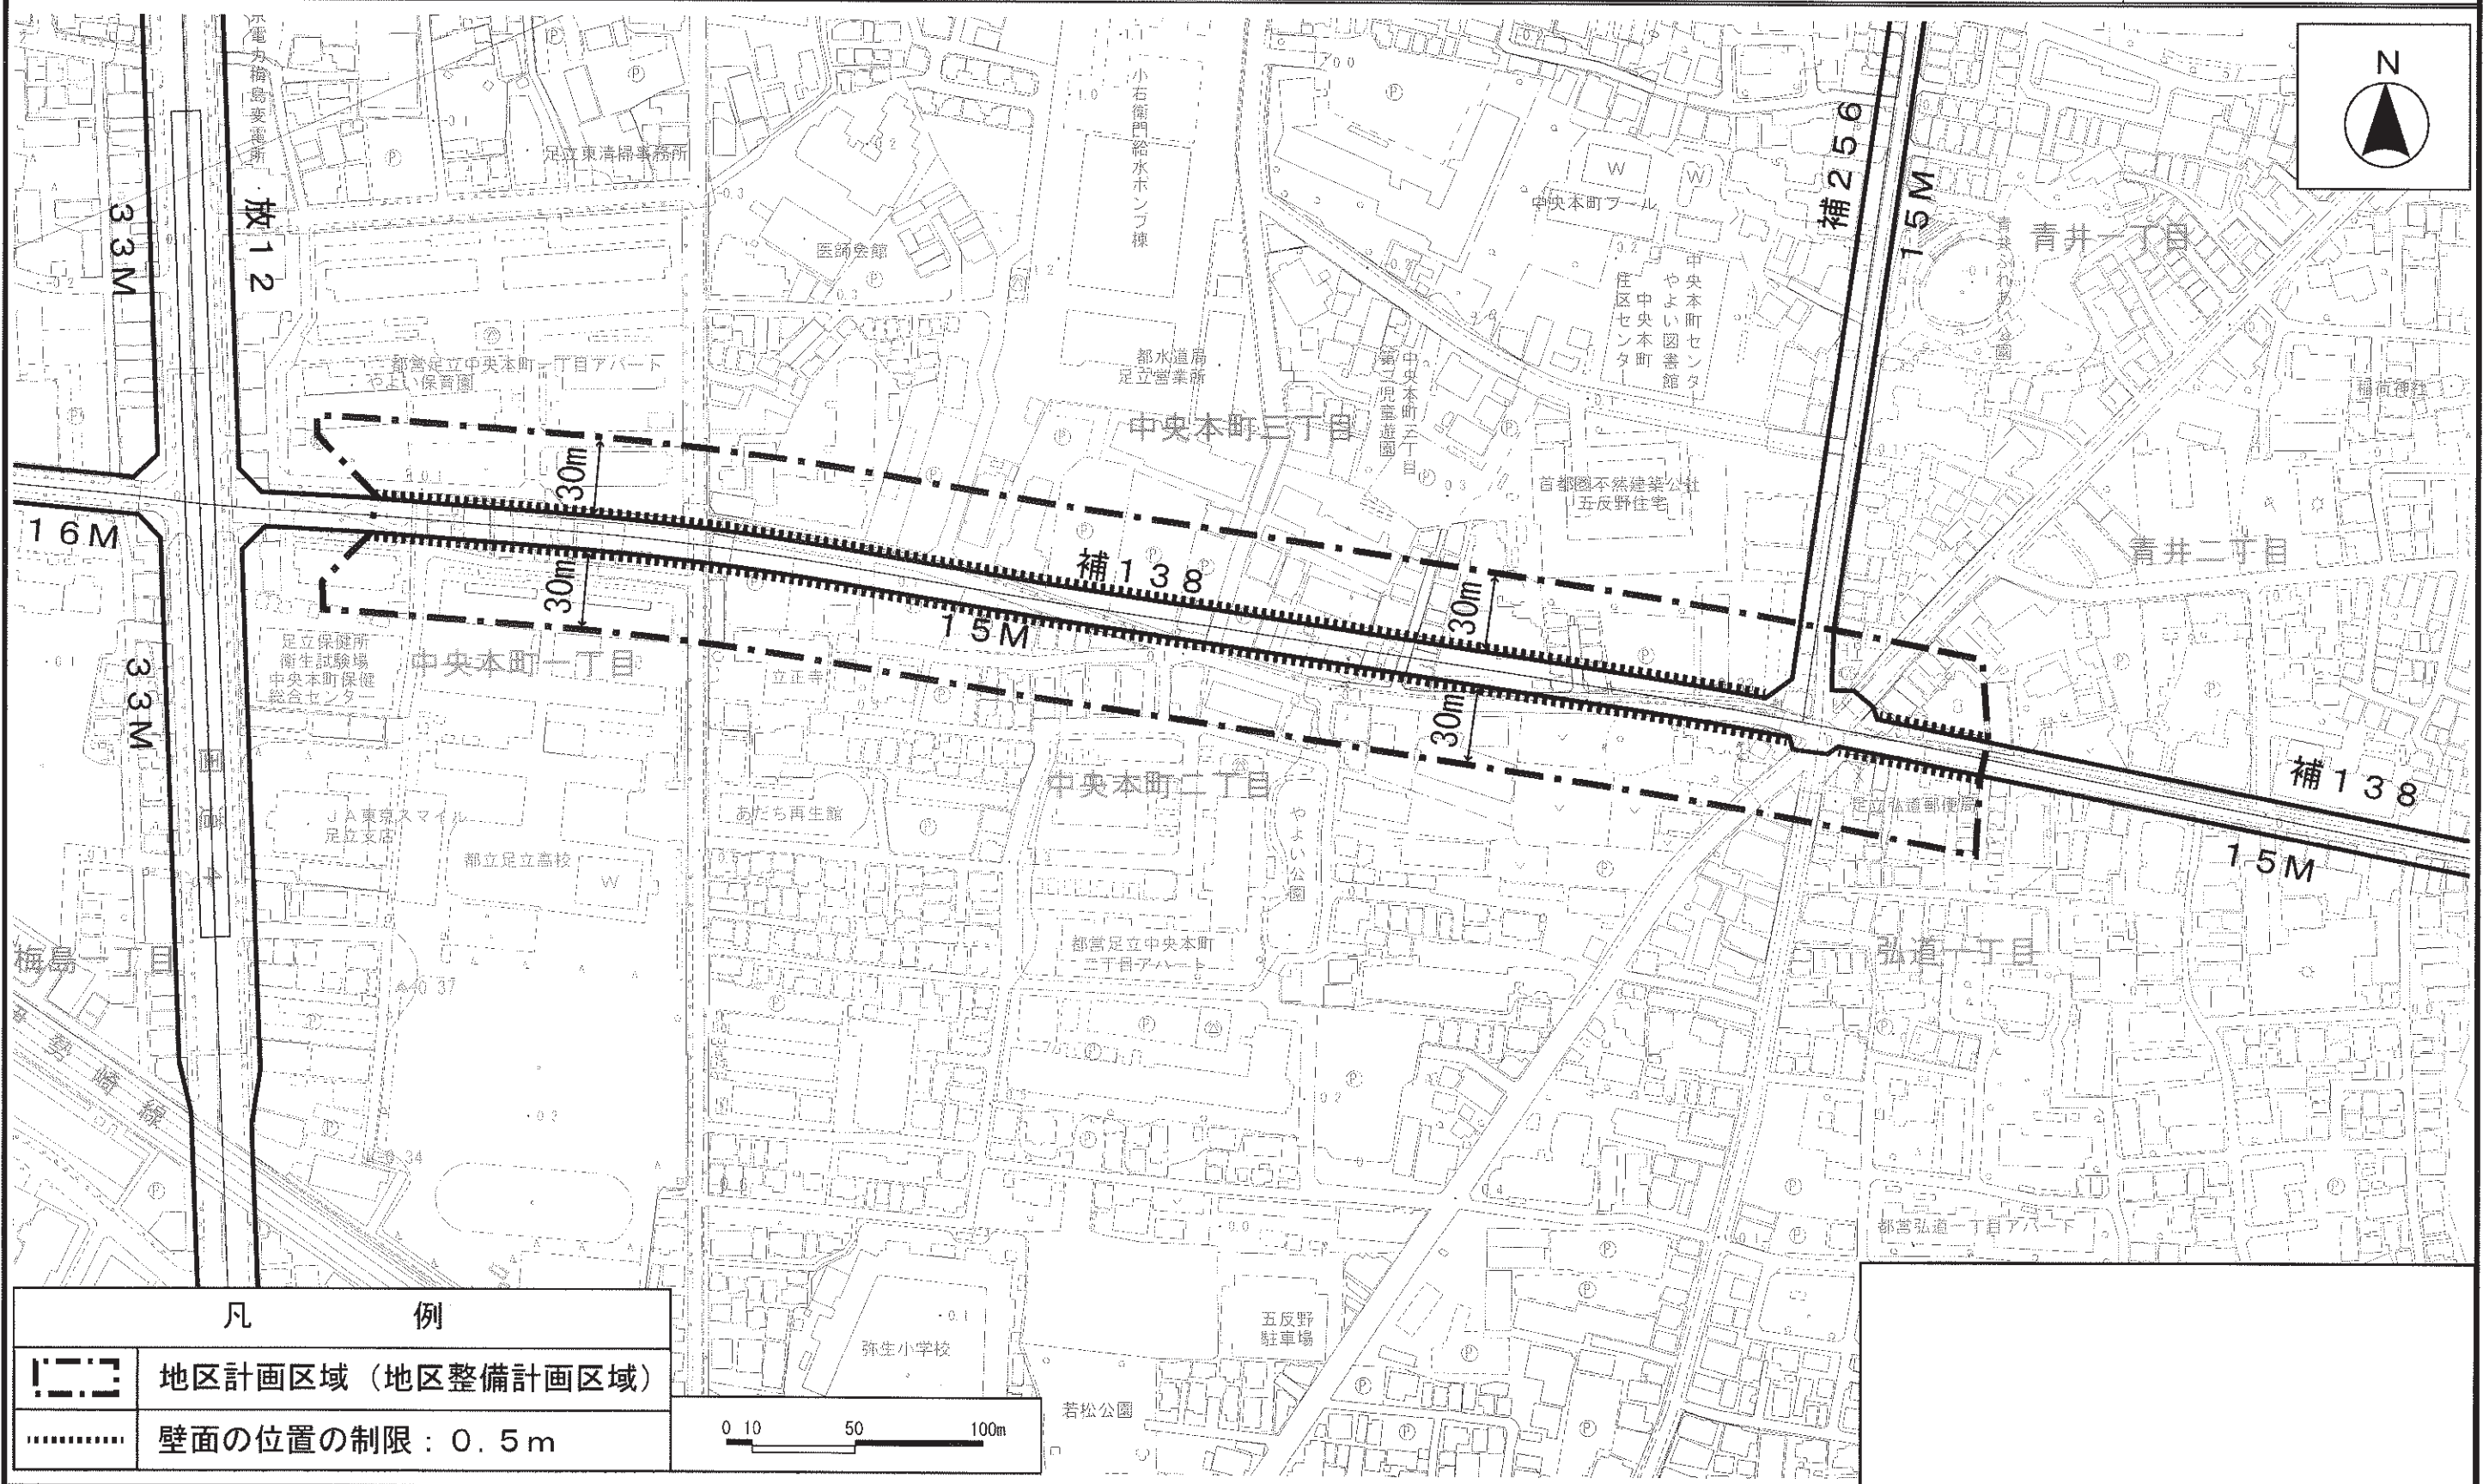 N
放12
33M
補256
15M
青井一丁目
足立東清掃事務所
小右衛門給水ポンプ棟
中央本町プール
医師会館
中央本町センター
やよい図書館
中央本町
住区センター
青井ふれあい公園
都営足立中央本町一丁目アパート
やよい保育園
都水道局
足立営業所
中央本町三丁目
稲荷神社
30m
首都圏不燃建築公社
五反野住宅
16M
補138
青井二丁目
30m
15M
30m
足立保健所
衛生試験場
中央本町保健
総合センター
中央本町一丁目
立正寺
33M
30m
国道4
中央本町二丁目
補138
足立弘道郵便局
JA東京スマイル
足立支店
あたち再生館
やよい公園
15M
都立足立高校
W
梅島一丁目
都営足立中央本町
二丁目アパート
弘道一丁目
伊勢崎線
都営弘道一丁目アパート
五反野
駐車場
弥生小学校
若松公園
凡例
地区計画区域（地区整備計画区域）
壁面の位置の制限：0.5m
0 10 50 100m